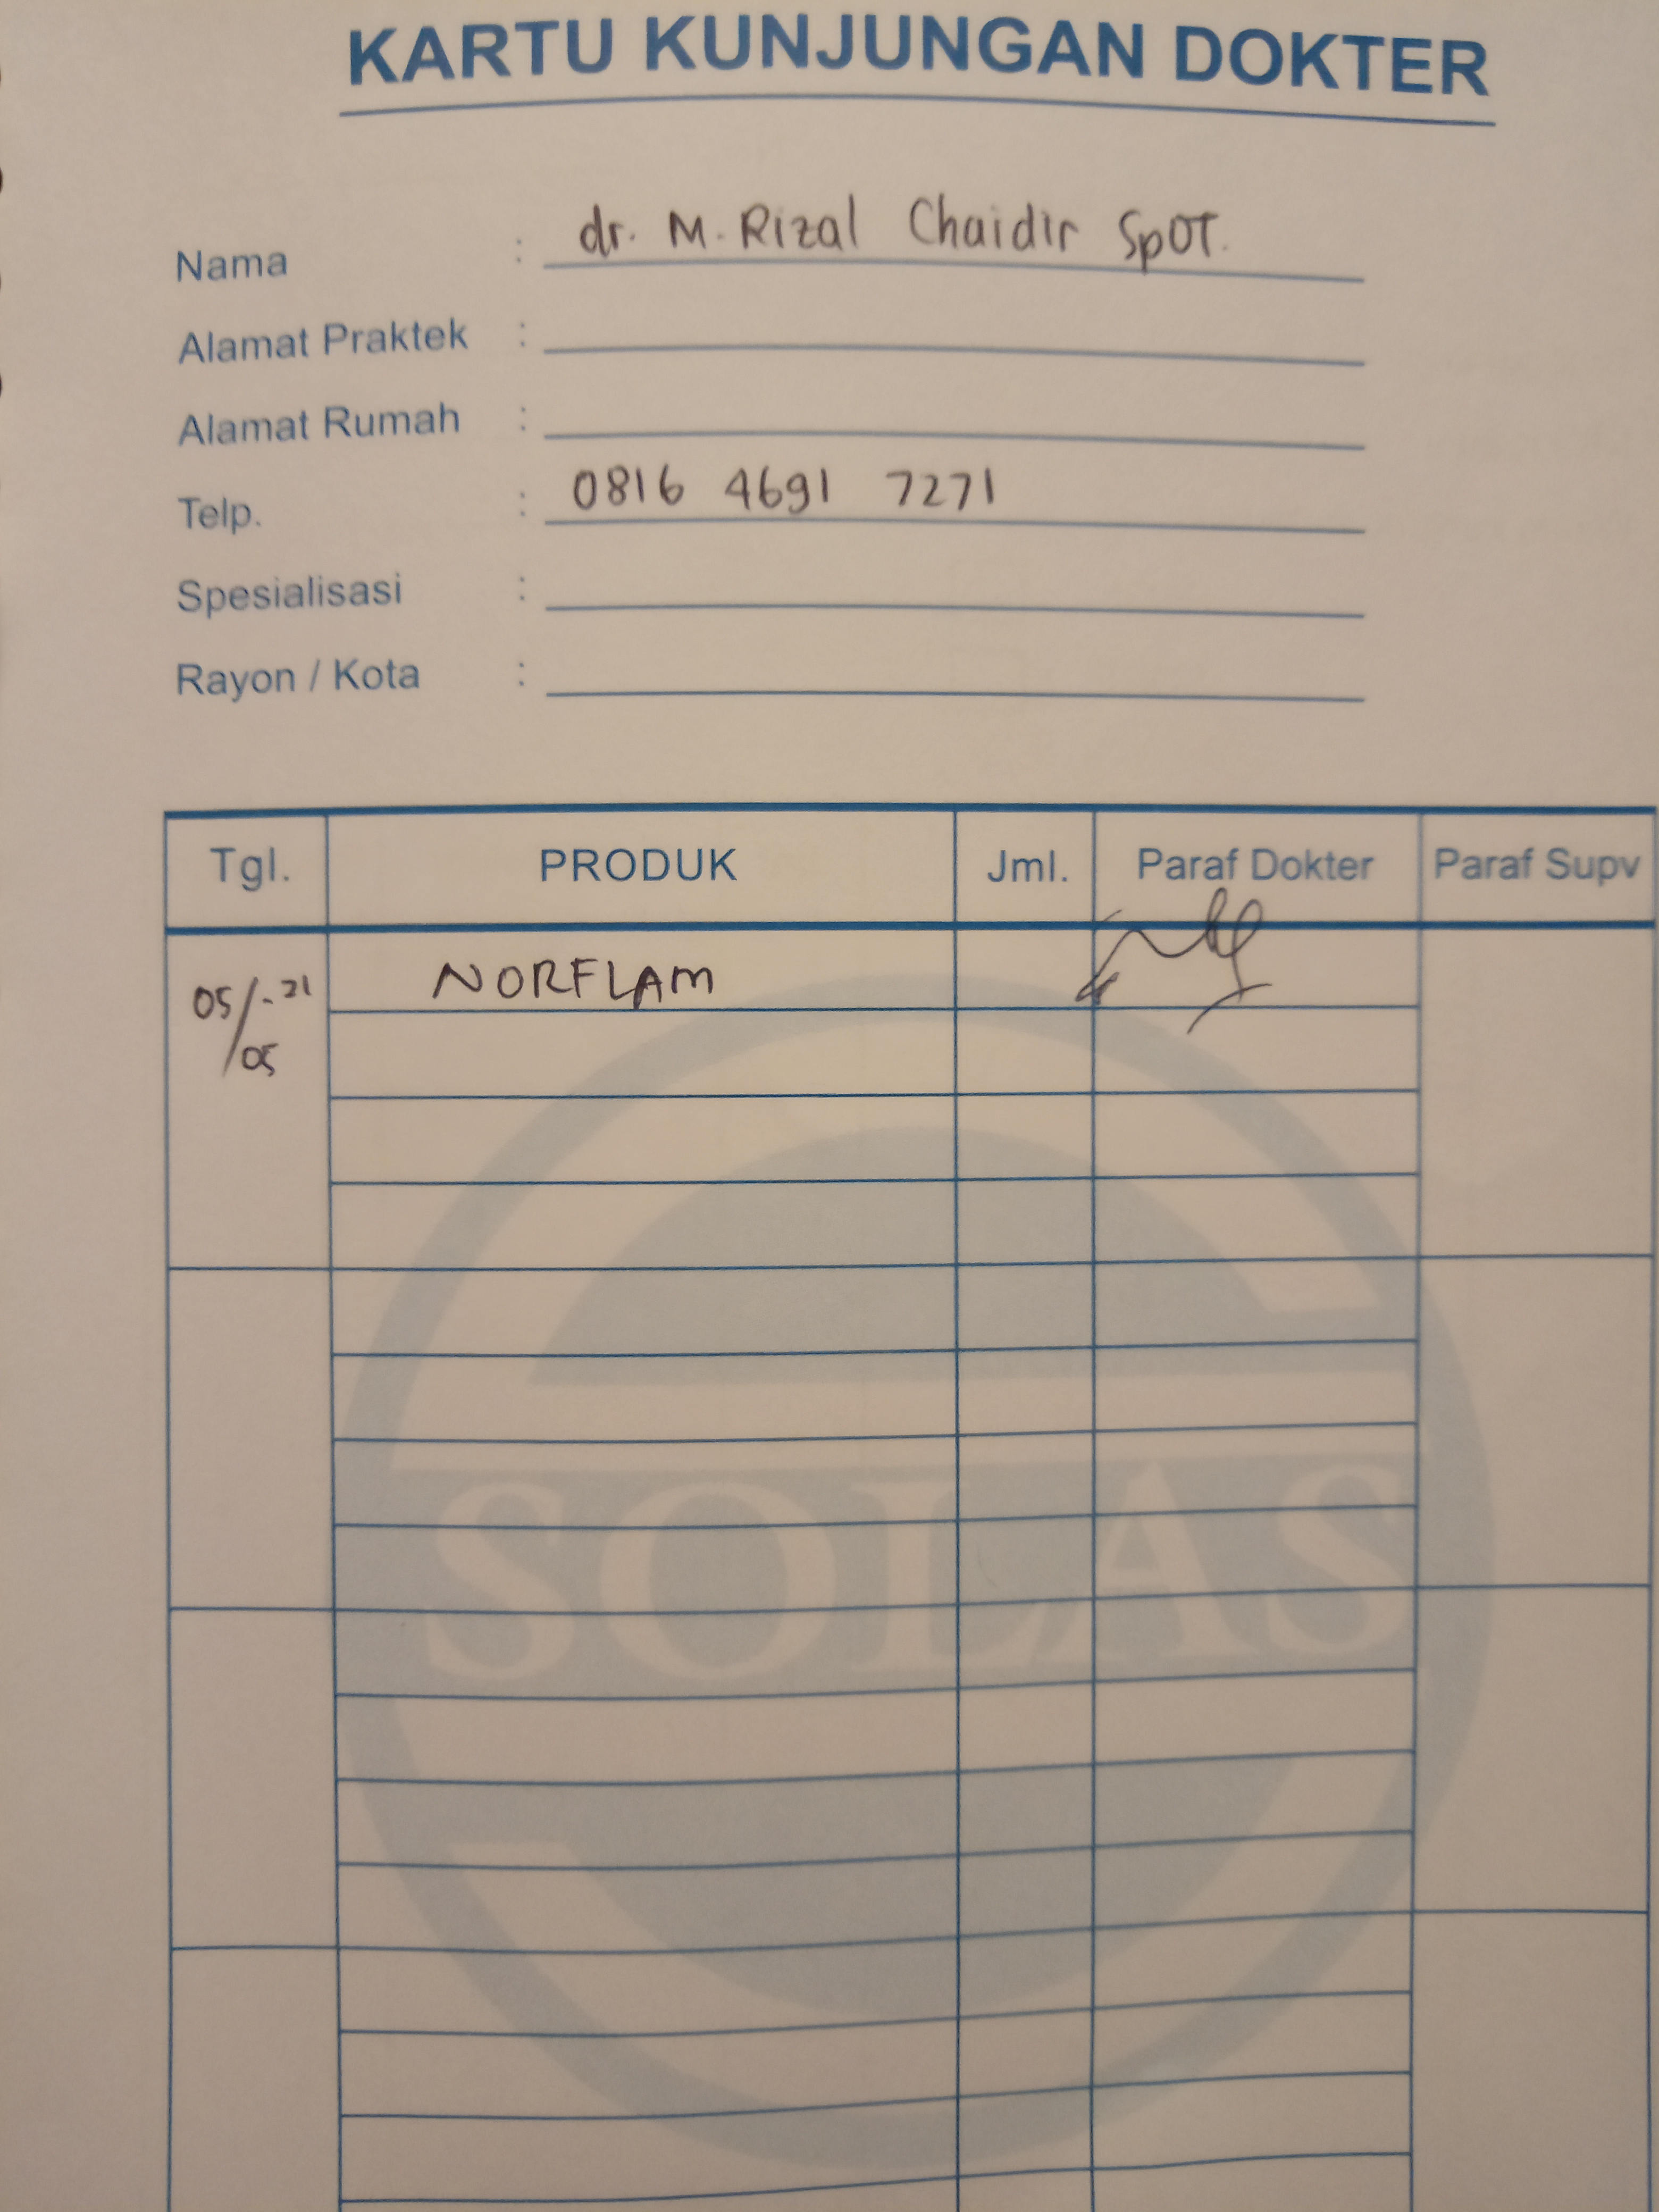 KARTU KUNJUNGAN DOKTER
Nama : dr. M. Rizal Chaidir SpOT.
Alamat Praktek :
Alamat Rumah :
Telp. : 0816 4691 7271
Spesialisasi :
Rayon / Kota :
Tgl. PRODUK Jml. Paraf Dokter Paraf Supv
05/05-21 NORFLAM
SOLAS